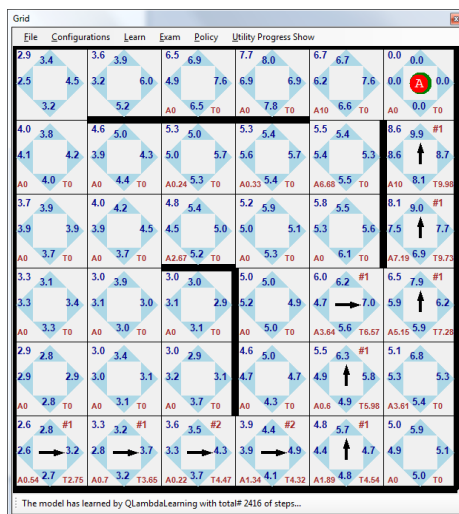 Grid
File Configurations Learn Exam Policy Utility Progress Show
2.9 3.4 3.6 3.9 6.5 6.9 7.7 8.0 6.7 6.7 0.0 0.0
2.5 4.5 3.2 6.0 4.9 7.6 6.9 6.9 6.2 7.6 0.0 A 0.0
3.2 5.2 A0 6.5 T0 A0 7.8 T0 A10 6.6 T0 A0 0.0 T0
4.0 3.8 4.6 5.0 5.3 5.0 5.3 5.4 5.5 5.4 8.6 9.9 #1
4.1 4.2 3.9 4.3 5.0 5.7 5.6 5.7 5.4 5.3 8.6 8.7
A0 4.0 T0 A0 4.4 T0 A0.24 5.3 T0 A0.33 5.4 T0 A6.68 5.5 T0 A10 8.1 T9.98
3.7 3.9 4.0 4.2 4.8 5.4 5.2 5.9 5.8 5.5 8.1 9.0 #1
3.9 3.9 3.9 4.5 4.5 5.0 5.0 5.1 5.3 5.6 7.5 7.7
A0 3.7 T0 A0 3.7 T0 A2.67 5.2 T0 A0 5.3 T0 A0 6.1 T0 A7.19 6.9 T9.73
3.3 3.1 3.0 3.9 3.0 3.0 5.0 5.0 6.0 6.2 #1 6.5 7.9 #1
3.3 3.4 3.1 3.0 3.1 2.9 5.2 4.9 4.7 7.0 5.9 6.2
A0 3.3 T0 A0 3.0 T0 A0 3.1 T0 A0 5.0 T0 A3.64 5.6 T6.57 A5.15 5.9 T7.28
2.9 2.8 3.0 3.4 3.0 2.9 4.6 5.0 5.5 6.3 #1 5.1 6.8
2.9 2.9 3.0 3.1 3.2 3.1 4.7 4.7 4.9 5.8 5.3 5.3
A0 2.8 T0 A0 3.1 T0 A0 3.7 T0 A0 4.3 T0 A0.6 4.9 T5.98 A3.61 5.4 T0
2.6 2.8 #1 3.3 3.2 #1 3.6 3.5 #2 3.9 4.4 #2 4.8 5.7 #1 5.0 5.9
2.6 3.2 2.8 3.7 3.3 4.3 3.9 4.9 4.4 4.7 4.9 5.1
A0.54 2.7 T2.75 A0.7 3.2 T3.65 A0.22 3.7 T4.47 A1.34 4.1 T4.32 A1.89 4.8 T4.54 A0 5.0 T0
The model has learned by QLambdaLearning with total# 2416 of steps...